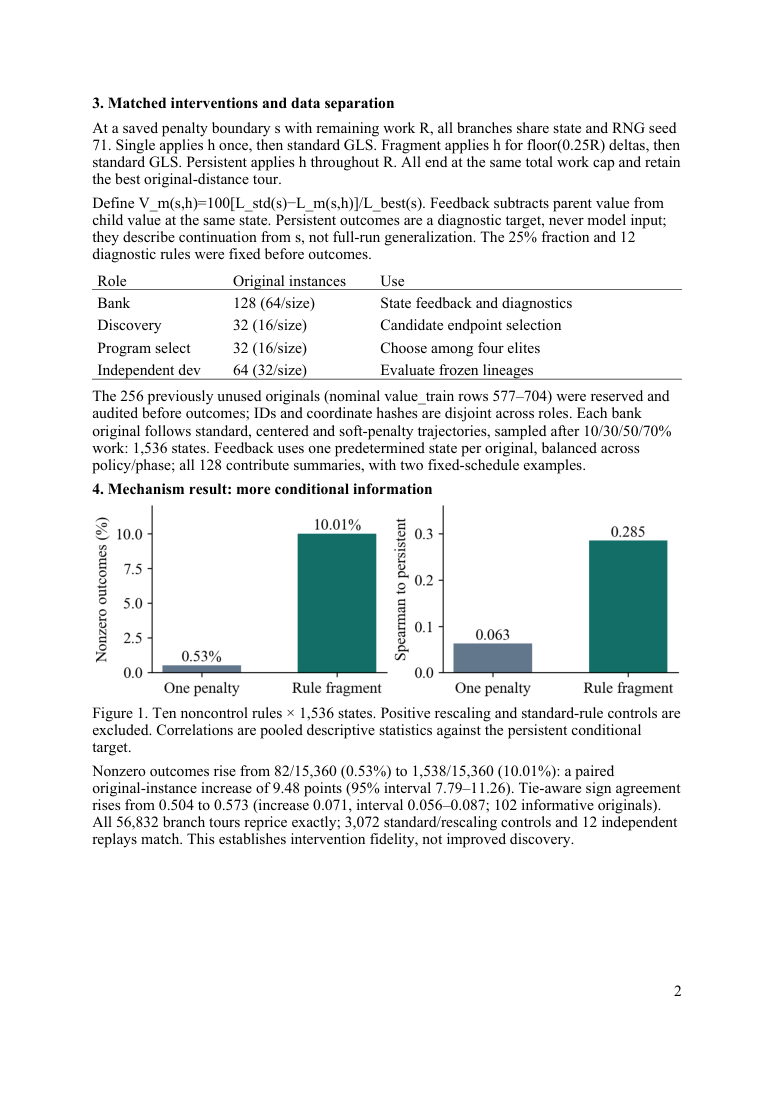 3. Matched interventions and data separation
At a saved penalty boundary s with remaining work R, all branches share state and RNG seed
71. Single applies h once, then standard GLS. Fragment applies h for floor(0.25R) deltas, then
standard GLS. Persistent applies h throughout R. All end at the same total work cap and retain
the best original-distance tour.
Define V_m(s,h)=100[L_std(s)−L_m(s,h)]/L_best(s). Feedback subtracts parent value from
child value at the same state. Persistent outcomes are a diagnostic target, never model input;
they describe continuation from s, not full-run generalization. The 25% fraction and 12
diagnostic rules were fixed before outcomes.
Role Original instances Use
Bank 128 (64/size) State feedback and diagnostics
Discovery 32 (16/size) Candidate endpoint selection
Program select 32 (16/size) Choose among four elites
Independent dev 64 (32/size) Evaluate frozen lineages
The 256 previously unused originals (nominal value_train rows 577–704) were reserved and
audited before outcomes; IDs and coordinate hashes are disjoint across roles. Each bank
original follows standard, centered and soft-penalty trajectories, sampled after 10/30/50/70%
work: 1,536 states. Feedback uses one predetermined state per original, balanced across
policy/phase; all 128 contribute summaries, with two fixed-schedule examples.
4. Mechanism result: more conditional information
Nonzero outcomes (%)
10.0
7.5
5.0
2.5
0.0
0.53%
10.01%
One penalty
Rule fragment
Spearman to persistent
0.3
0.2
0.1
0.0
0.063
0.285
One penalty
Rule fragment
Figure 1. Ten noncontrol rules × 1,536 states. Positive rescaling and standard-rule controls are
excluded. Correlations are pooled descriptive statistics against the persistent conditional
target.
Nonzero outcomes rise from 82/15,360 (0.53%) to 1,538/15,360 (10.01%): a paired
original-instance increase of 9.48 points (95% interval 7.79–11.26). Tie-aware sign agreement
rises from 0.504 to 0.573 (increase 0.071, interval 0.056–0.087; 102 informative originals).
All 56,832 branch tours reprice exactly; 3,072 standard/rescaling controls and 12 independent
replays match. This establishes intervention fidelity, not improved discovery.
2